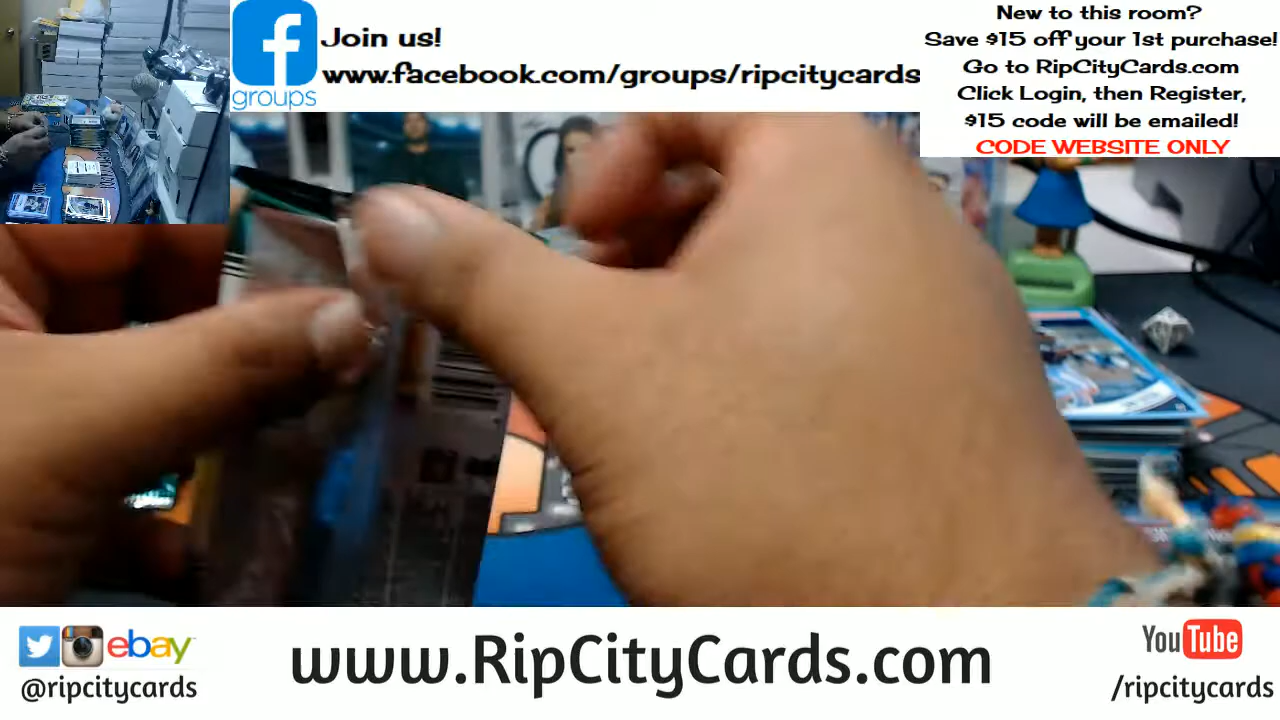 Join us!
www.facebook.com/groups/ripcitycards
groups
New to this room?
Save $15 off your 1st purchase!
Go to RipCityCards.com
Click Login, then Register,
$15 code will be emailed!
CODE WEBSITE ONLY
ebay
@ripcitycards
www.RipCityCards.com
YouTube
/ripcitycards